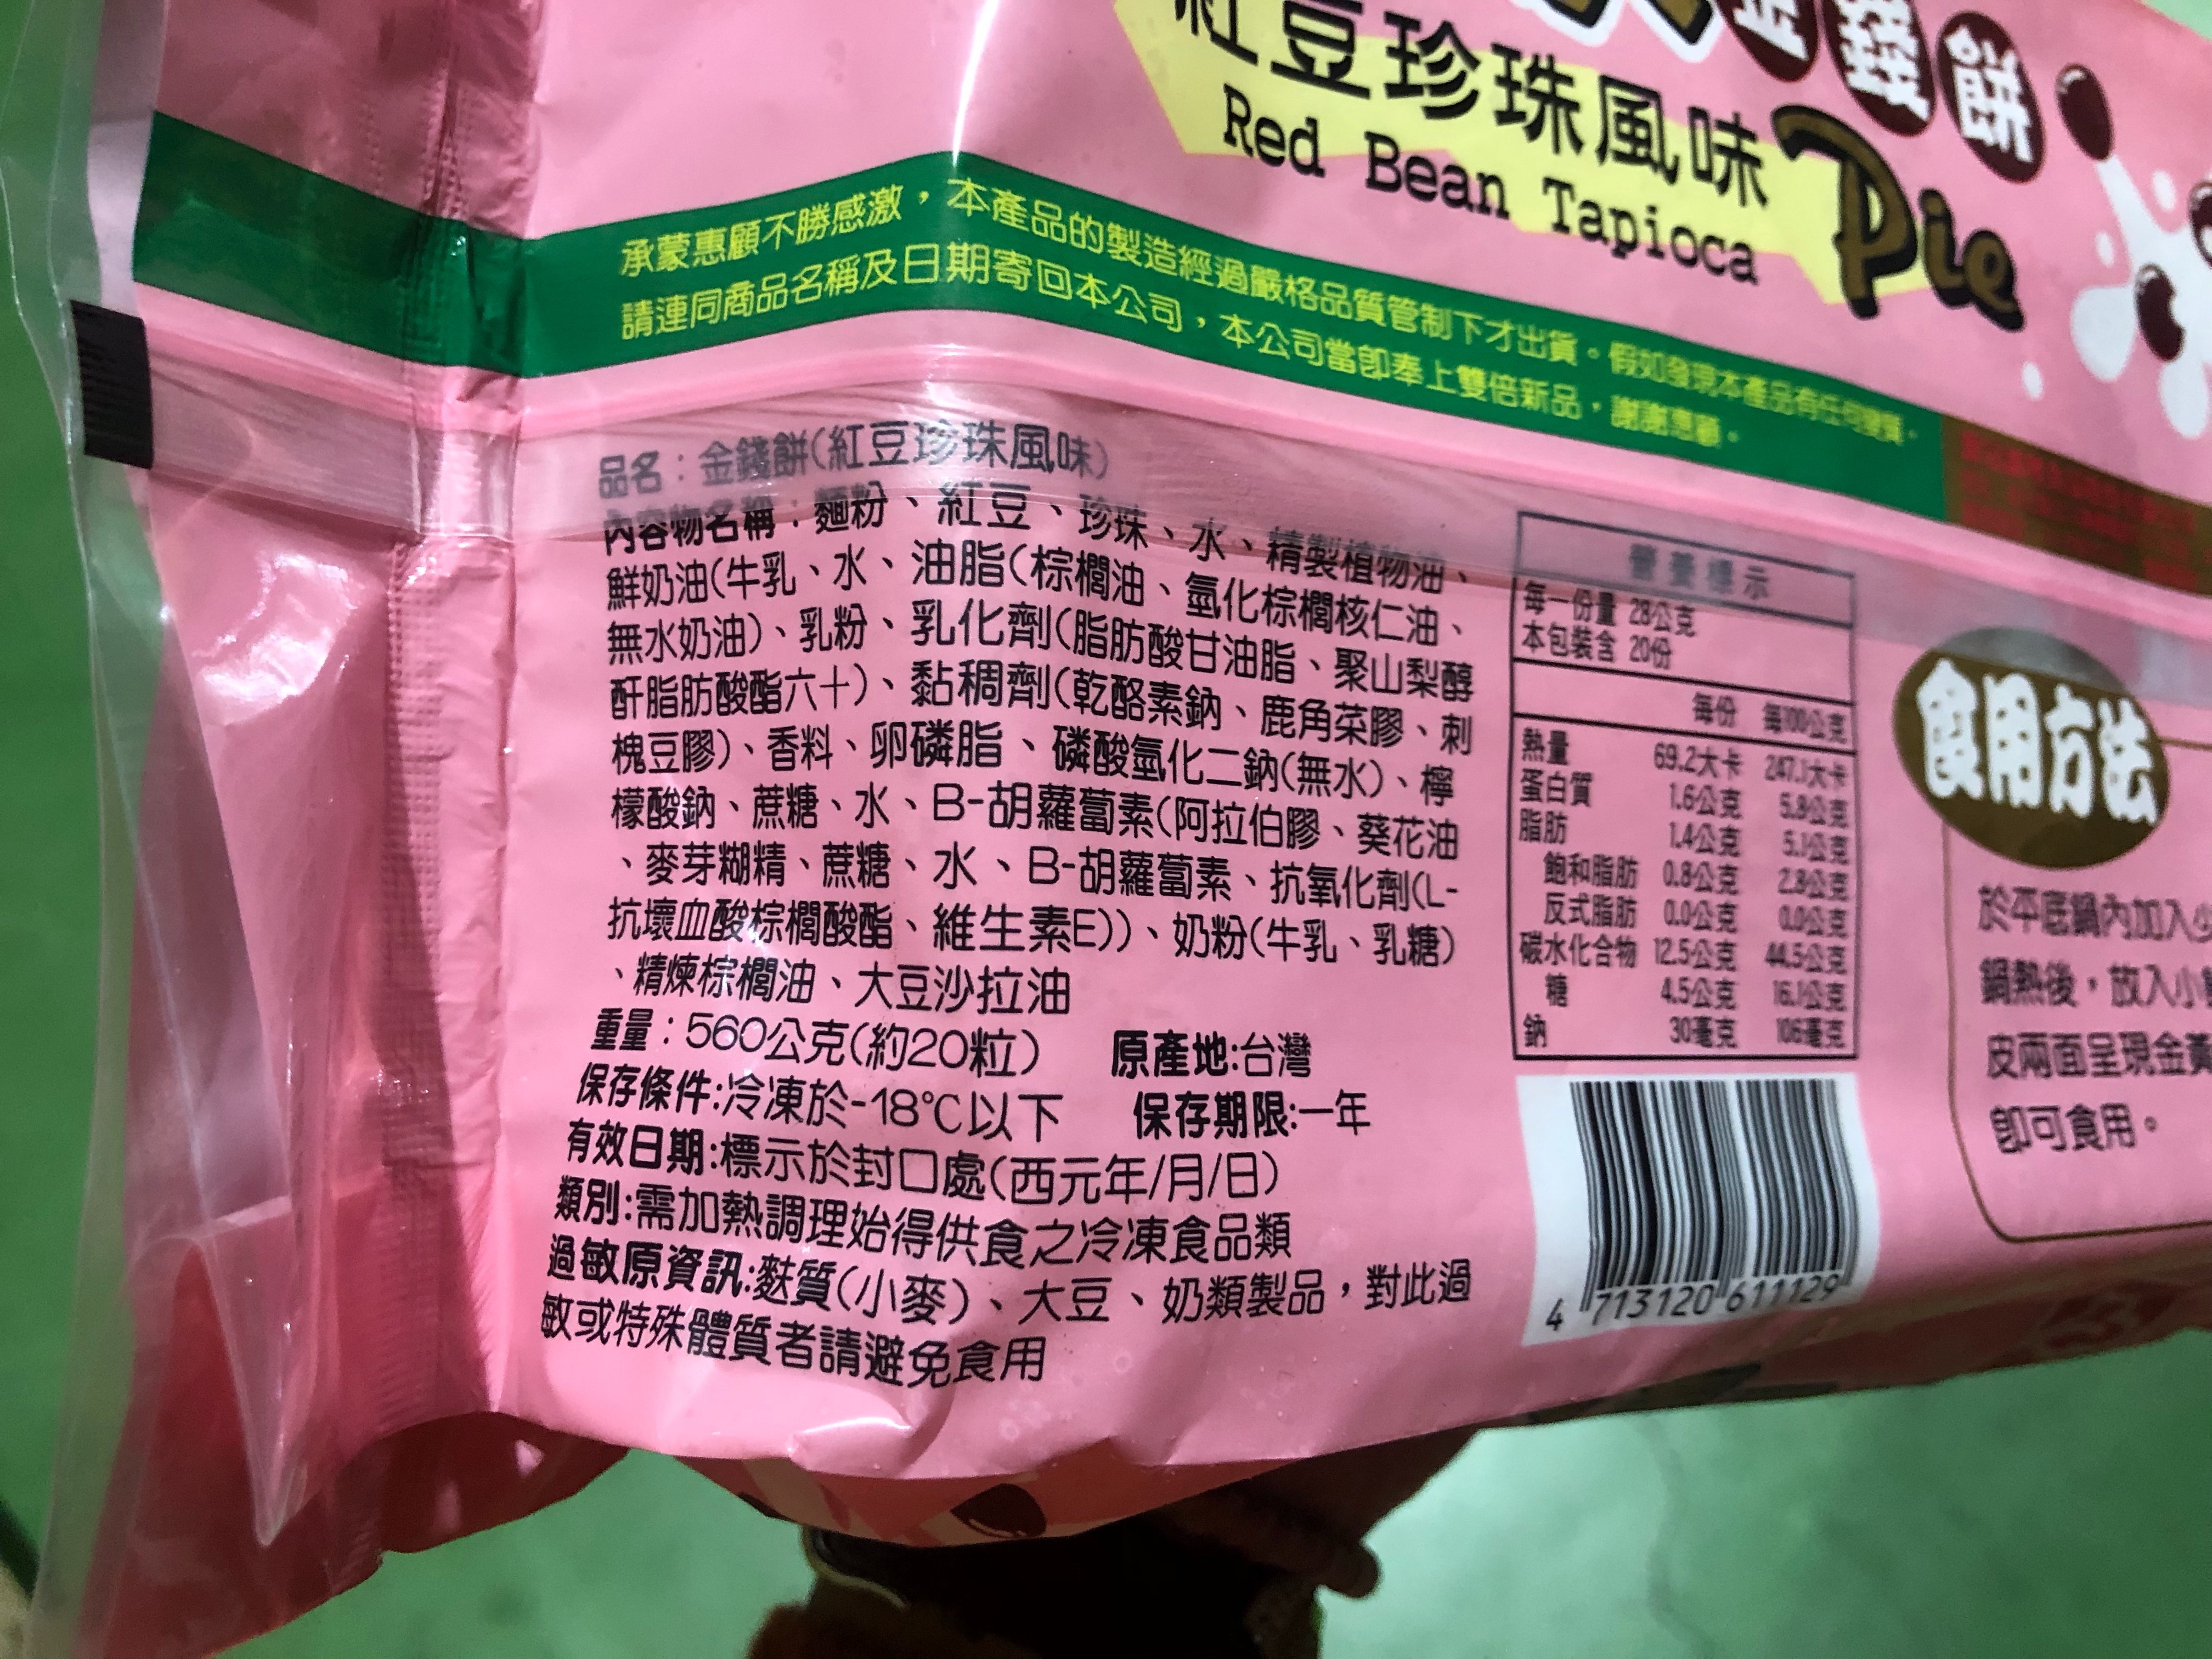 金錢餅
紅豆珍珠風味
Red Bean Tapioca
Pie
承蒙惠顧不勝感激，本產品的製造經過嚴格品質管制下才出貨。假如發現本產品有任何變質，
請連同商品名稱及日期寄回本公司，本公司當即奉上雙倍新品，謝謝惠顧。
品名：金錢餅(紅豆珍珠風味)
內容物名稱：麵粉、紅豆、珍珠、水、精製植物油、
鮮奶油(牛乳、水、油脂(棕櫚油、氫化棕櫚核仁油、
無水奶油)、乳粉、乳化劑(脂肪酸甘油脂、聚山梨醇
酐脂肪酸酯六十)、黏稠劑(乾酪素鈉、鹿角菜膠、刺
槐豆膠)、香料、卵磷脂、磷酸氫化二鈉(無水)、檸
檬酸鈉、蔗糖、水、B-胡蘿蔔素(阿拉伯膠、葵花油
、麥芽糊精、蔗糖、水、B-胡蘿蔔素、抗氧化劑(L-
抗壞血酸棕櫚酸酯、維生素E))、奶粉(牛乳、乳糖)
、精煉棕櫚油、大豆沙拉油
重量：560公克(約20粒) 原產地:台灣
保存條件:冷凍於-18℃以下 保存期限:一年
有效日期:標示於封口處(西元年/月/日)
類別:需加熱調理始得供食之冷凍食品類
過敏原資訊:麩質(小麥)、大豆、奶類製品，對此過
敏或特殊體質者請避免食用
營養標示
每一份量 28公克
本包裝含 20份
每份 每100公克
熱量 69.2大卡 247.1大卡
蛋白質 1.6公克 5.8公克
脂肪 1.4公克 5.1公克
飽和脂肪 0.8公克 2.8公克
反式脂肪 0.0公克 0.0公克
碳水化合物 12.5公克 44.5公克
糖 4.5公克 16.1公克
鈉 30毫克 106毫克
4 713120 611129
食用方法
於平底鍋內加入少
鍋熱後，放入小
皮兩面呈現金黃
即可食用。